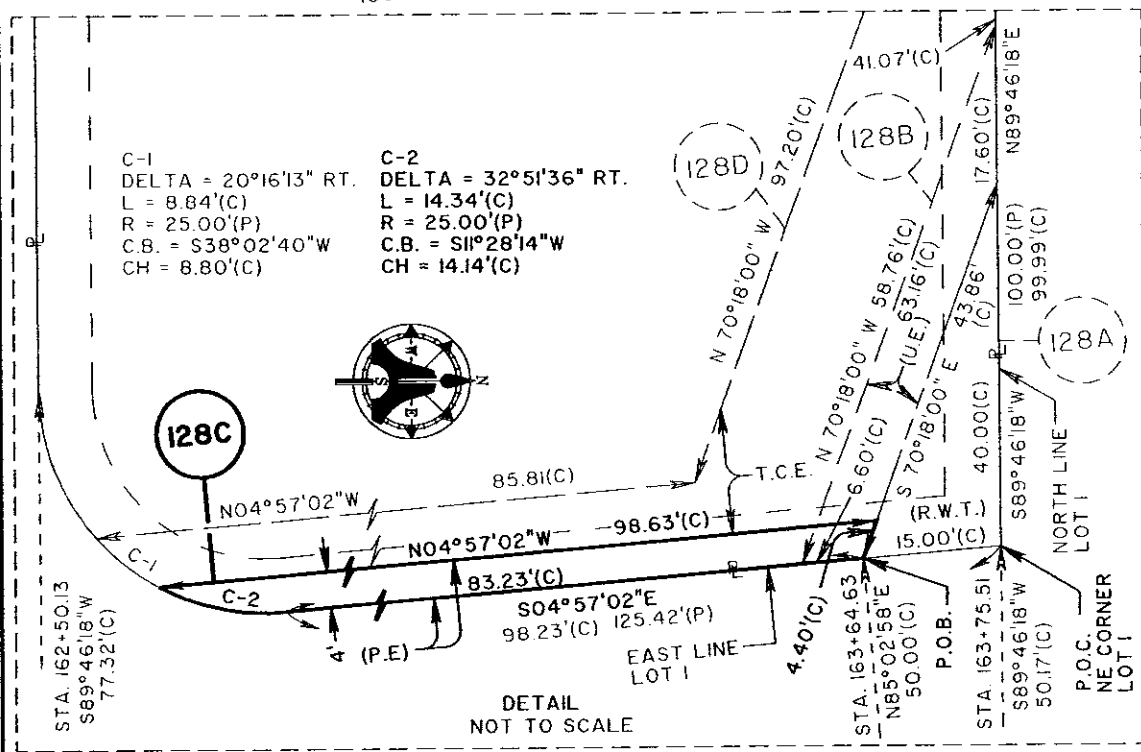 C-1
DELTA = 20°16'13" RT.
L = 8.84'(C)
R = 25.00'(P)
C.B. = S38°02'40"W
CH = 8.80'(C)
C-2
DELTA = 32°51'36" RT.
L = 14.34'(C)
R = 25.00'(P)
C.B. = S11°28'14"W
CH = 14.14'(C)
41.07'(C)
128B
128D
97.20'(C)
N 70°18'00" W
N89°46'18"E
17.60'(C)
100.00'(P)
99.99'(C)
128A
N 70°18'00" W 58.76'(C)
(U.E.) 63.16'(C)
43.86'
(C)
S 70°18'00" E
6.60'(C)
40.00(C)
S89°46'18"W
NORTH LINE
LOT 1
PL
PL
W
S
N
E
128C
N04°57'02"W
85.81(C)
T.C.E.
N04°57'02"W
98.63'(C)
(R.W.T.)
15.00'(C)
C-1
C-2
83.23'(C)
PL
S04°57'02"E
98.23'(C) 125.42'(P)
4'
(P.E)
EAST LINE
LOT 1
4.40'(C)
STA. 162+50.13
S89°46'18"W
77.32'(C)
STA. 163+64.63
N85°02'58"E
50.00'(C)
P.O.B.
STA. 163+75.51
S89°46'18"W
50.17'(C)
P.O.C.
NE CORNER
LOT 1
DETAIL
NOT TO SCALE